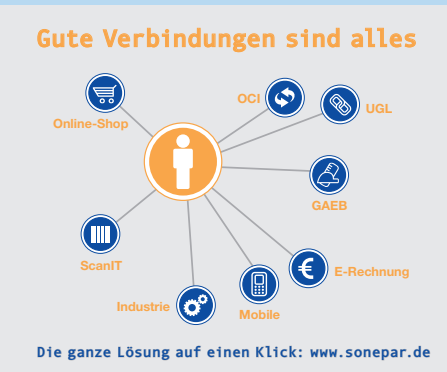 Gute Verbindungen sind alles
OCI
UGL
Online-Shop
GAEB
ScanIT
E-Rechnung
Industrie
Mobile
Die ganze Lösung auf einen Klick: www.sonepar.de